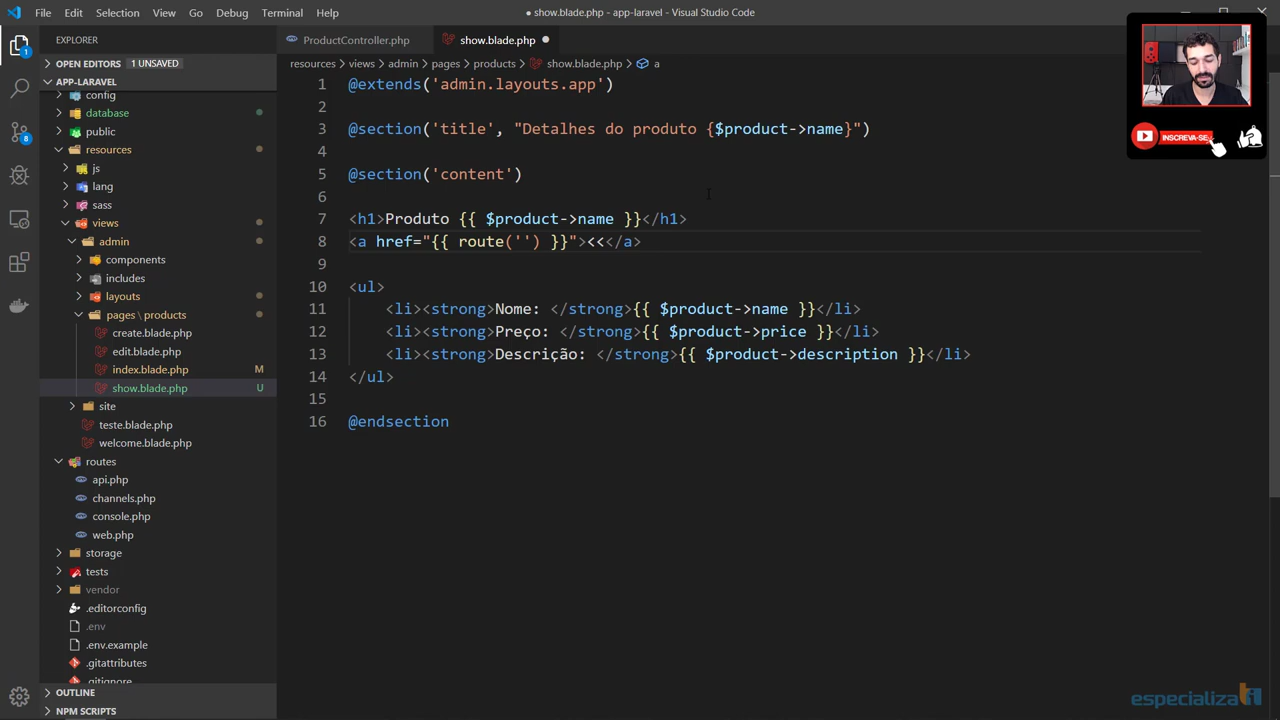 File Edit Selection View Go Debug Terminal Help
● show.blade.php - app-laravel - Visual Studio Code
EXPLORER
ProductController.php
show.blade.php ●
INSCREVA-SE
OPEN EDITORS 1 UNSAVED
resources > views > admin > pages > products > show.blade.php > a
APP-LARAVEL
config
database
public
resources
js
lang
sass
views
admin
components
includes
layouts
pages \ products
create.blade.php
edit.blade.php
index.blade.php M
show.blade.php U
site
teste.blade.php
welcome.blade.php
routes
api.php
channels.php
console.php
web.php
storage
tests
vendor
.editorconfig
.env
.env.example
.gitattributes
.gitignore
OUTLINE
NPM SCRIPTS
1
8
1 @extends('admin.layouts.app')
2
3 @section('title', "Detalhes do produto {$product->name}")
4
5 @section('content')
6
7 <h1>Produto {{ $product->name }}</h1>
8 <a href="{{ route('') }}"><<</a>
9
10 <ul>
11 <li><strong>Nome: </strong>{{ $product->name }}</li>
12 <li><strong>Preço: </strong>{{ $product->price }}</li>
13 <li><strong>Descrição: </strong>{{ $product->description }}</li>
14 </ul>
15
16 @endsection
especializati